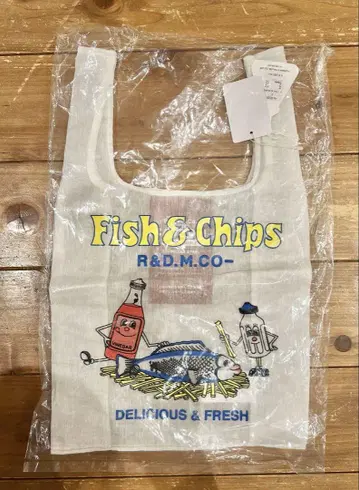 Fish & Chips
R&D.M.CO-
VINEGAR
DELICIOUS & FRESH